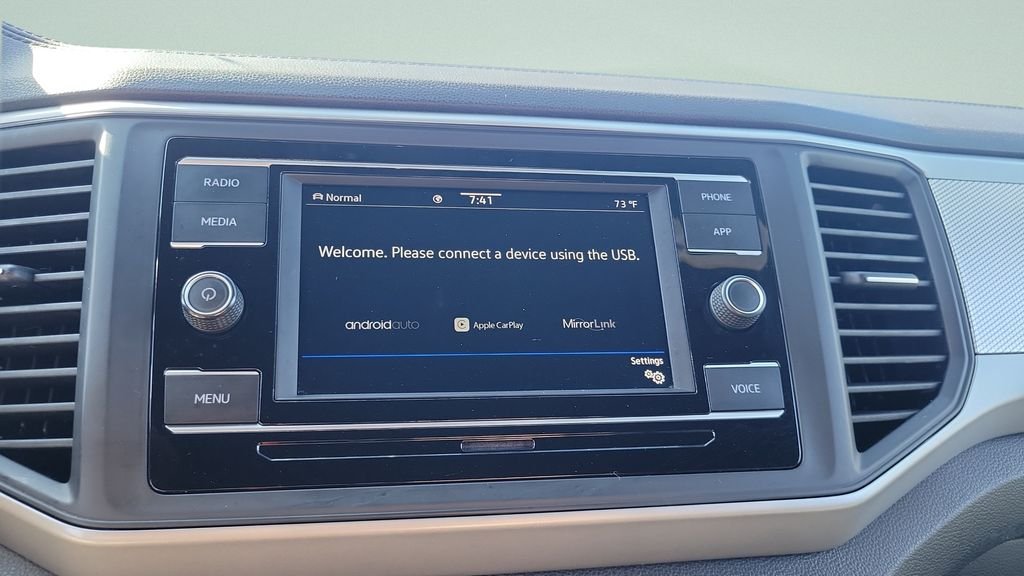 RADIO
MEDIA
Normal
7:41
73 °F
Welcome. Please connect a device using the USB.
androidauto
Apple CarPlay
MirrorLink
Settings
PHONE
APP
MENU
VOICE